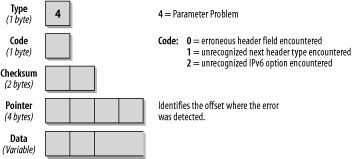 Type
(1 byte)
4
4 = Parameter Problem
Code
(1 byte)
Code: 0 = erroneous header field encountered
1 = unrecognized next header type encountered
2 = unrecognized IPv6 option encountered
Checksum
(2 bytes)
Pointer
(4 bytes)
Identifies the offset where the error
was detected.
Data
(Variable)